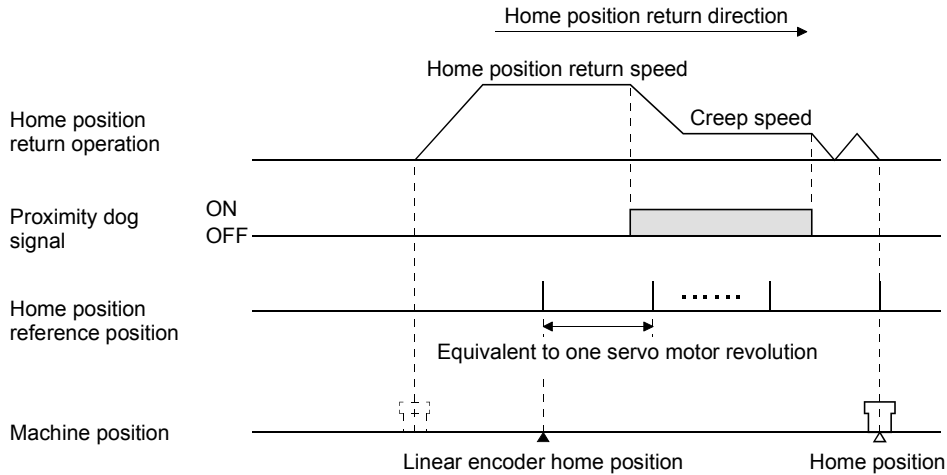 Home position return direction
Home position return speed
Creep speed
Home position
return operation
Proximity dog
signal
ON
OFF
Home position
reference position
Equivalent to one servo motor revolution
Machine position
Linear encoder home position
Home position